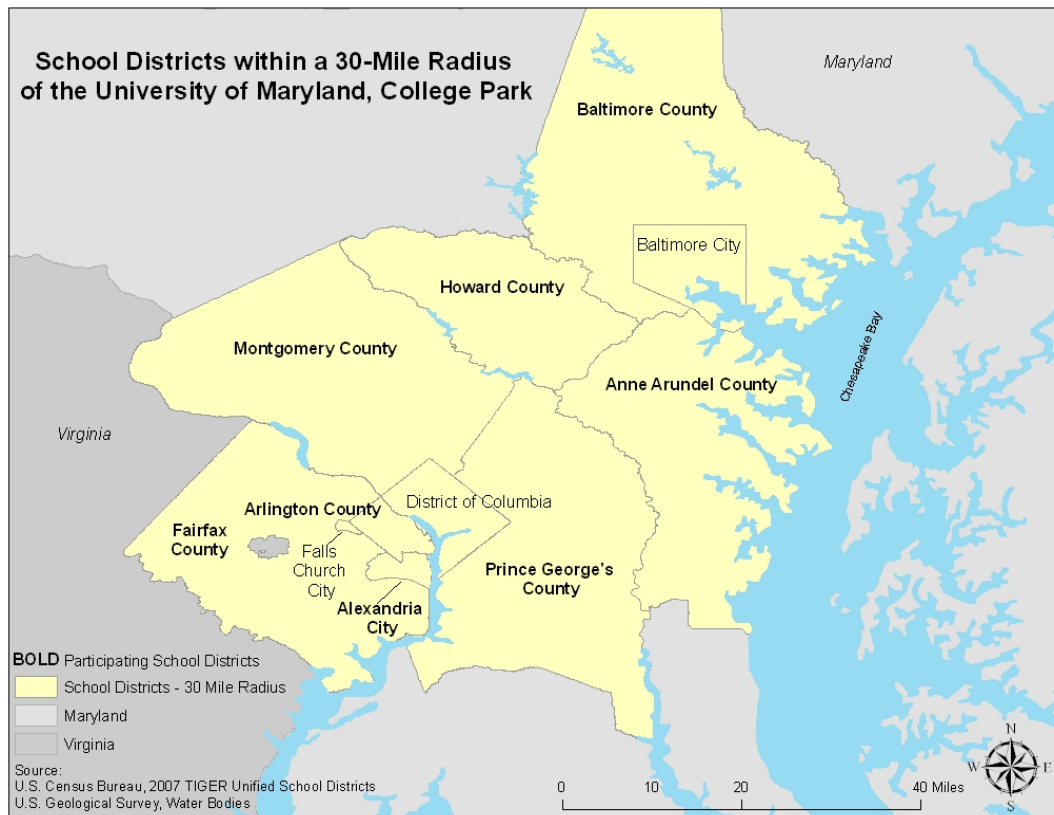 School Districts within a 30-Mile Radius
of the University of Maryland, College Park
Maryland
Baltimore County
Baltimore City
Howard County
Montgomery County
Anne Arundel County
Chesapeake Bay
Virginia
District of Columbia
Arlington County
Fairfax
County
Falls
Church
City
Prince George's
County
Alexandria
City
BOLD Participating School Districts
School Districts - 30 Mile Radius
Maryland
Virginia
Source:
U.S. Census Bureau, 2007 TIGER Unified School Districts
U.S. Geological Survey, Water Bodies
0 10 20 40 Miles
N
W E
S